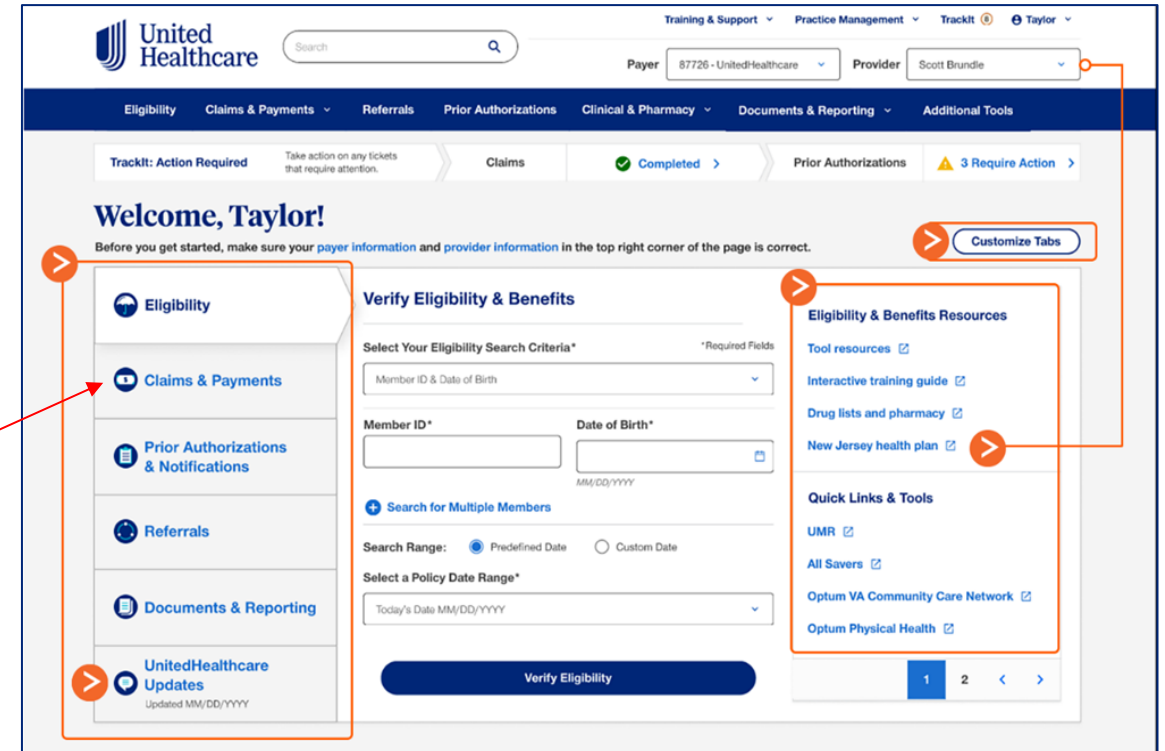 United
Healthcare
Search
Training & Support
Practice Management
TrackIt
Taylor
Payer
87726 - UnitedHealthcare
Provider
Scott Brundle
Eligibility
Claims & Payments
Referrals
Prior Authorizations
Clinical & Pharmacy
Documents & Reporting
Additional Tools
TrackIt: Action Required
Take action on any tickets
that require attention.
Claims
Completed
Prior Authorizations
3 Require Action
Welcome, Taylor!
Before you get started, make sure your payer information and provider information in the top right corner of the page is correct.
Customize Tabs
Eligibility
Claims & Payments
Prior Authorizations
& Notifications
Referrals
Documents & Reporting
UnitedHealthcare
Updates
Updated MM/DD/YYYY
Verify Eligibility & Benefits
Select Your Eligibility Search Criteria*
*Required Fields
Member ID & Date of Birth
Member ID*
Date of Birth*
MM/DD/YYYY
Search for Multiple Members
Search Range:
Predefined Date
Custom Date
Select a Policy Date Range*
Today's Date MM/DD/YYYY
Verify Eligibility
Eligibility & Benefits Resources
Tool resources
Interactive training guide
Drug lists and pharmacy
New Jersey health plan
Quick Links & Tools
UMR
All Savers
Optum VA Community Care Network
Optum Physical Health
1 2 < >